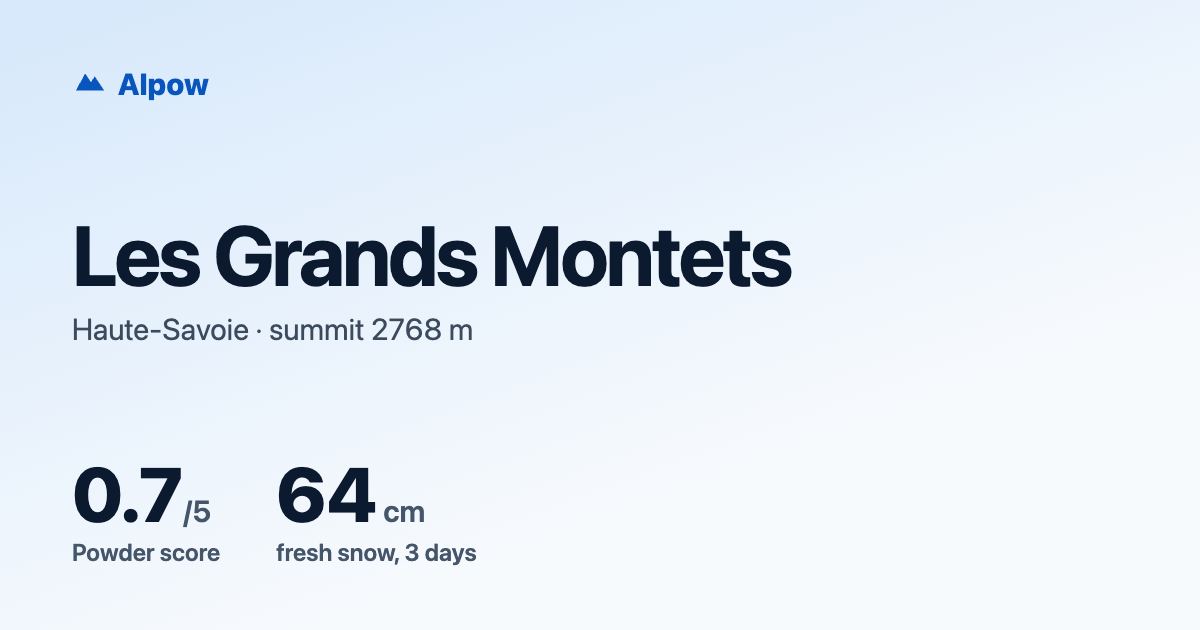 Alpow
Les Grands Montets
Haute-Savoie · summit 2768 m
0.7/5 64 cm
Powder score fresh snow, 3 days